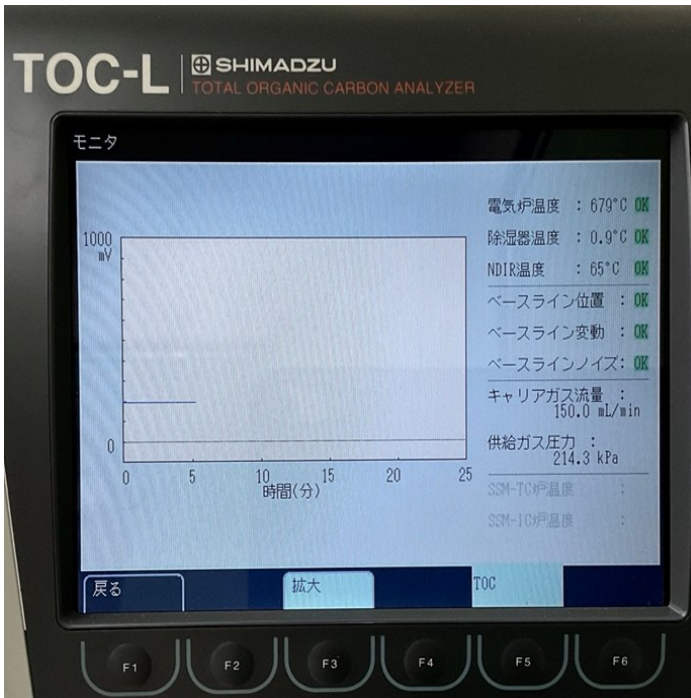 TOC-L SHIMADZU
TOTAL ORGANIC CARBON ANALYZER
モニタ
電気炉温度 : 679°C OK
除湿器温度 : 0.9°C OK
NDIR温度 : 65°C OK
ベースライン位置 : OK
ベースライン変動 : OK
ベースラインノイズ: OK
キャリアガス流量 :
150.0 mL/min
供給ガス圧力 :
214.3 kPa
SSM-TC炉温度 :
SSM-IC炉温度 :
1000
mV
0
0 5 10 15 20 25
時間(分)
戻る 拡大 TOC
F1 F2 F3 F4 F5 F6